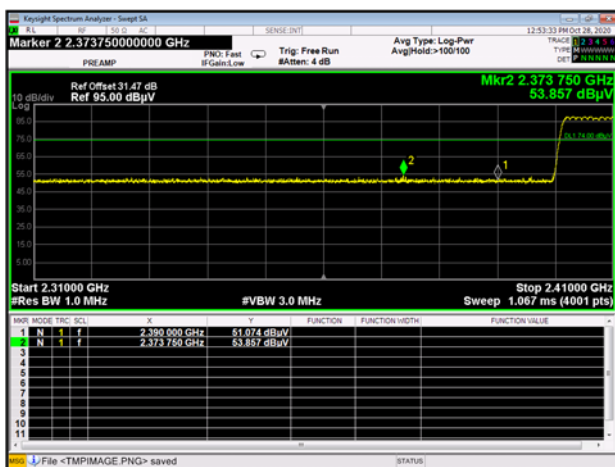 Keysight Spectrum Analyzer - Swept SA
RL RF 50 Ω AC SENSE:INT 12:53:33 PM Oct 28, 2020
Marker 2 2.373750000000 GHz
PREAMP
PNO: Fast
IFGain:Low
Trig: Free Run
#Atten: 4 dB
Avg Type: Log-Pwr
Avg|Hold:>100/100
TRACE 1 2 3 4 5 6
TYPE M
DET P N N N N N
Ref Offset 31.47 dB
10 dB/div Ref 95.00 dBµV
Log
Mkr2 2.373 750 GHz
53.857 dBµV
85.0
75.0
DL1 74.00 dBµV
65.0
2
1
55.0
45.0
35.0
25.0
15.0
5.00
Start 2.31000 GHz Stop 2.41000 GHz
#Res BW 1.0 MHz #VBW 3.0 MHz Sweep 1.067 ms (4001 pts)
MKR MODE TRC SCL X Y FUNCTION FUNCTION WIDTH FUNCTION VALUE
1 N 1 f 2.390 000 GHz 51.074 dBµV
2 N 1 f 2.373 750 GHz 53.857 dBµV
3
4
5
6
7
8
9
10
11
MSG File <TMPIMAGE.PNG> saved STATUS